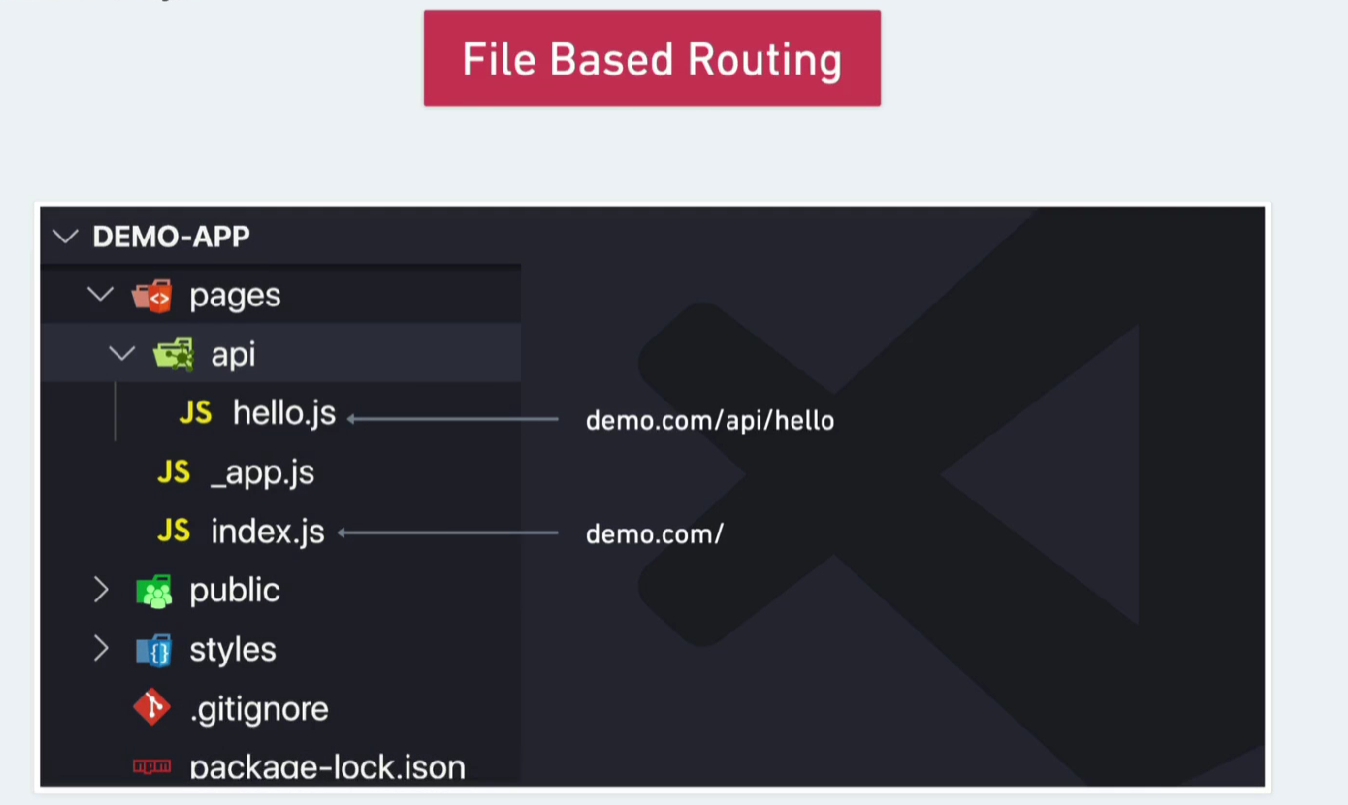 File Based Routing
DEMO-APP
pages
api
JS hello.js
demo.com/api/hello
JS _app.js
JS index.js
demo.com/
public
styles
.gitignore
package-lock.json